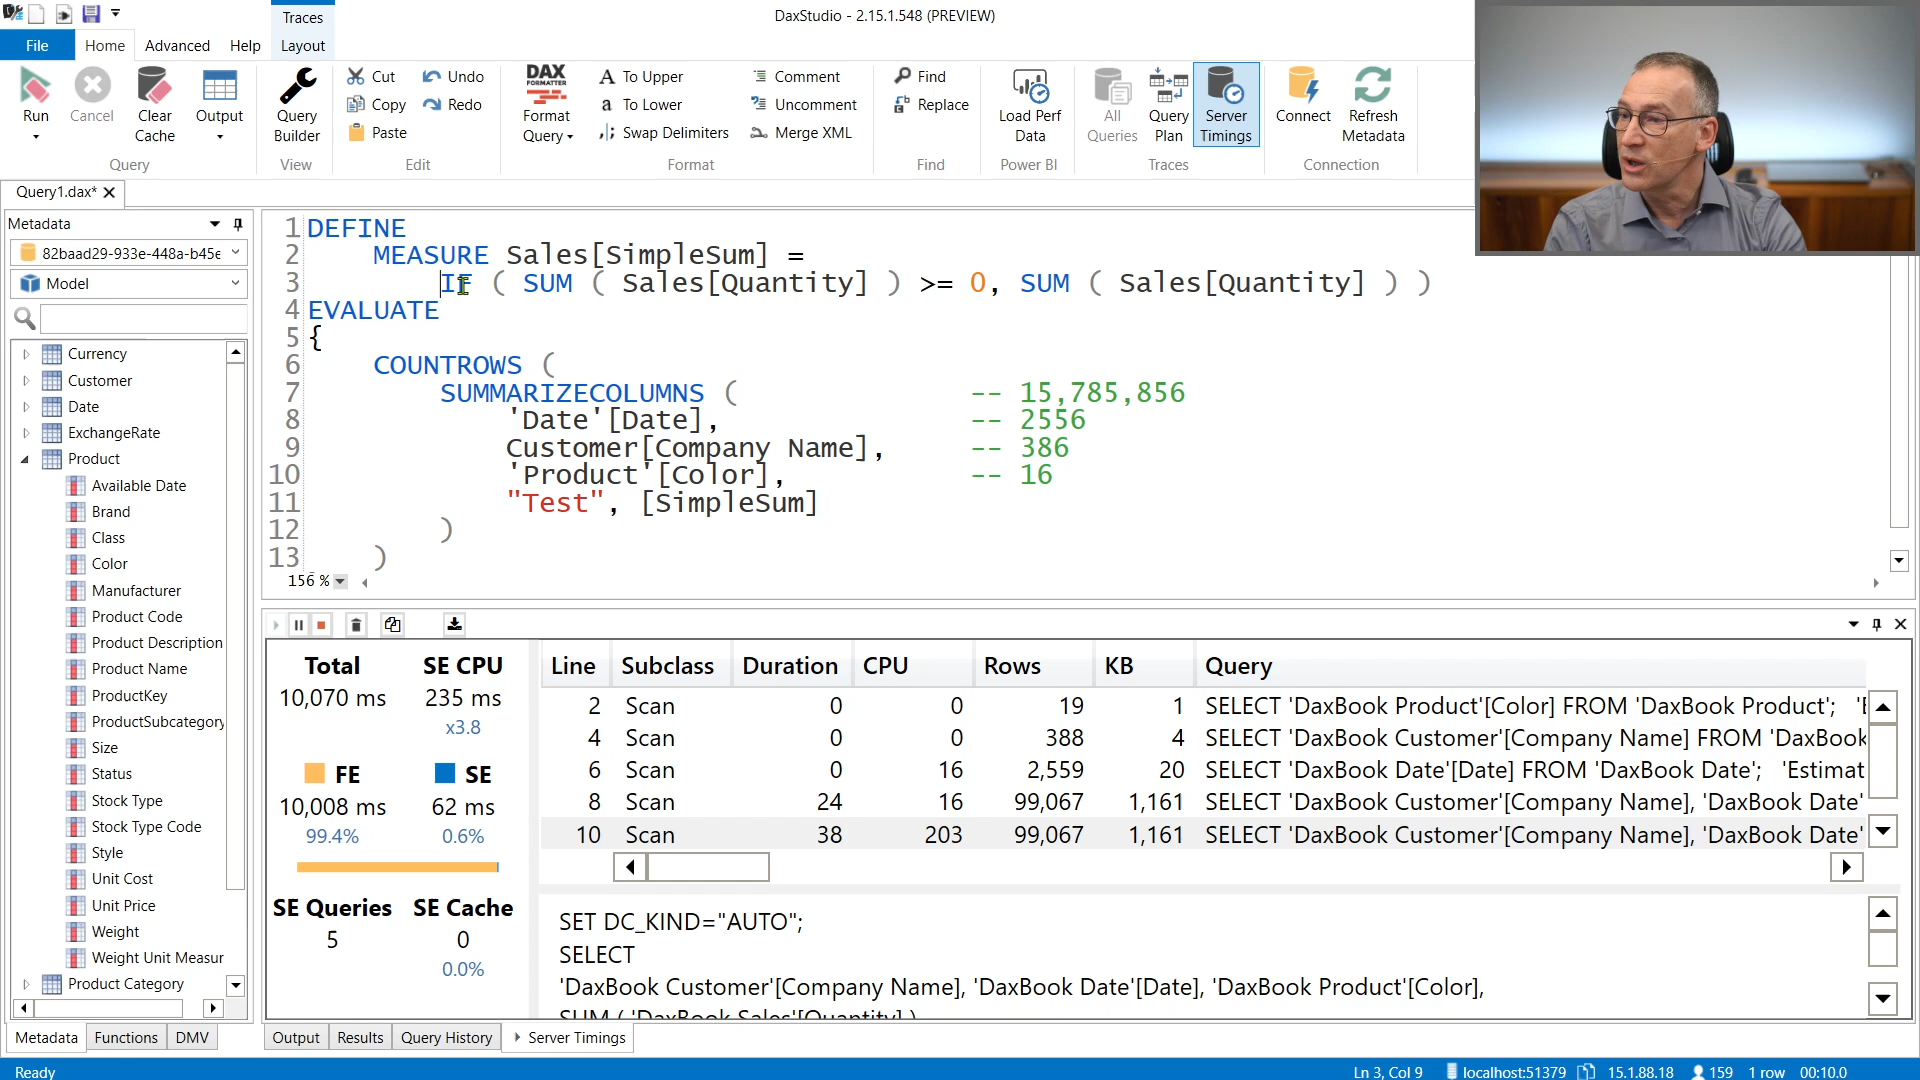 DaxStudio - 2.15.1.548 (PREVIEW)
Traces
File
Home
Advanced
Help
Layout
Run
Cancel
Clear
Cache
Output
Query
Query
Builder
View
Cut
Copy
Paste
Undo
Redo
Edit
DAX
FORMATTER
Format
Query
To Upper
To Lower
Swap Delimiters
Comment
Uncomment
Merge XML
Format
Find
Replace
Find
Load Perf
Data
Power BI
All
Queries
Query
Plan
Server
Timings
Traces
Connect
Refresh
Metadata
Connection
Query1.dax*
Metadata
82baad29-933e-448a-b45e
Model
Currency
Customer
Date
ExchangeRate
Product
Available Date
Brand
Class
Color
Manufacturer
Product Code
Product Description
Product Name
ProductKey
ProductSubcategory
Size
Status
Stock Type
Stock Type Code
Style
Unit Cost
Unit Price
Weight
Weight Unit Measur
Product Category
Metadata
Functions
DMV
1 DEFINE
2 MEASURE Sales[SimpleSum] =
3 IF ( SUM ( Sales[Quantity] ) >= 0, SUM ( Sales[Quantity] ) )
4 EVALUATE
5 {
6 COUNTROWS (
7 SUMMARIZECOLUMNS ( -- 15,785,856
8 'Date'[Date], -- 2556
9 Customer[Company Name], -- 386
10 'Product'[Color], -- 16
11 "Test", [SimpleSum]
12 )
13 )
156 %
Total
10,070 ms
SE CPU
235 ms
x3.8
FE
10,008 ms
99.4%
SE
62 ms
0.6%
SE Queries
5
SE Cache
0
0.0%
Line Subclass Duration CPU Rows KB Query
2 Scan 0 0 19 1 SELECT 'DaxBook Product'[Color] FROM 'DaxBook Product'; 'E
4 Scan 0 0 388 4 SELECT 'DaxBook Customer'[Company Name] FROM 'DaxBook
6 Scan 0 16 2,559 20 SELECT 'DaxBook Date'[Date] FROM 'DaxBook Date'; 'Estimat
8 Scan 24 16 99,067 1,161 SELECT 'DaxBook Customer'[Company Name], 'DaxBook Date'
10 Scan 38 203 99,067 1,161 SELECT 'DaxBook Customer'[Company Name], 'DaxBook Date'
SET DC_KIND="AUTO";
SELECT
'DaxBook Customer'[Company Name], 'DaxBook Date'[Date], 'DaxBook Product'[Color],
SUM ( 'DaxBook Sales'[Quantity] )
Output
Results
Query History
Server Timings
Ready
Ln 3, Col 9
localhost:51379
15.1.88.18
159
1 row
00:10.0